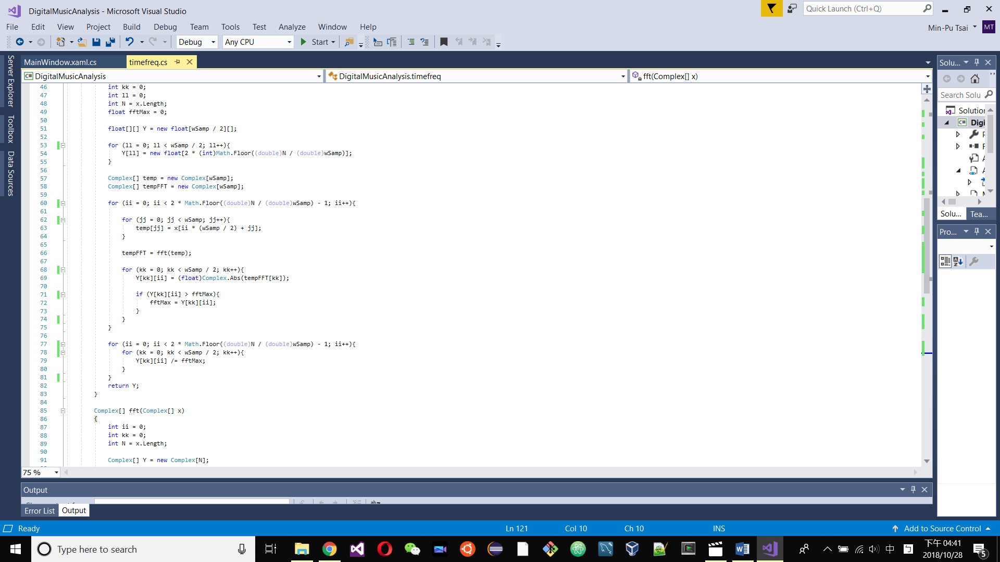 DigitalMusicAnalysis - Microsoft Visual Studio
Quick Launch (Ctrl+Q)
File Edit View Project Build Debug Team Tools Test Analyze Window Help
Min-Pu Tsai MT
Debug Any CPU Start
Server Explorer
Toolbox
Data Sources
MainWindow.xaml.cs timefreq.cs
DigitalMusicAnalysis DigitalMusicAnalysis.timefreq fft(Complex[] x)
46 int kk = 0;
47 int ll = 0;
48 int N = x.Length;
49 float fftMax = 0;
50
51 float[][] Y = new float[wSamp / 2][];
52
53 for (ll = 0; ll < wSamp / 2; ll++){
54 Y[ll] = new float[2 * (int)Math.Floor((double)N / (double)wSamp)];
55 }
56
57 Complex[] temp = new Complex[wSamp];
58 Complex[] tempFFT = new Complex[wSamp];
59
60 for (ii = 0; ii < 2 * Math.Floor((double)N / (double)wSamp) - 1; ii++){
61
62 for (jj = 0; jj < wSamp; jj++){
63 temp[jj] = x[ii * (wSamp / 2) + jj];
64 }
65
66 tempFFT = fft(temp);
67
68 for (kk = 0; kk < wSamp / 2; kk++){
69 Y[kk][ii] = (float)Complex.Abs(tempFFT[kk]);
70
71 if (Y[kk][ii] > fftMax){
72 fftMax = Y[kk][ii];
73 }
74 }
75 }
76
77 for (ii = 0; ii < 2 * Math.Floor((double)N / (double)wSamp) - 1; ii++){
78 for (kk = 0; kk < wSamp / 2; kk++){
79 Y[kk][ii] /= fftMax;
80 }
81 }
82 return Y;
83 }
84
85 Complex[] fft(Complex[] x)
86 {
87 int ii = 0;
88 int kk = 0;
89 int N = x.Length;
90
91 Complex[] Y = new Complex[N];
75 %
Solu...
Search Solu
Solution
Digi
Solu... Tea...
Pro...
Output
Error List Output
Ready Ln 121 Col 10 Ch 10 INS Add to Source Control
Type here to search
中
下午 04:41
2018/10/28
5